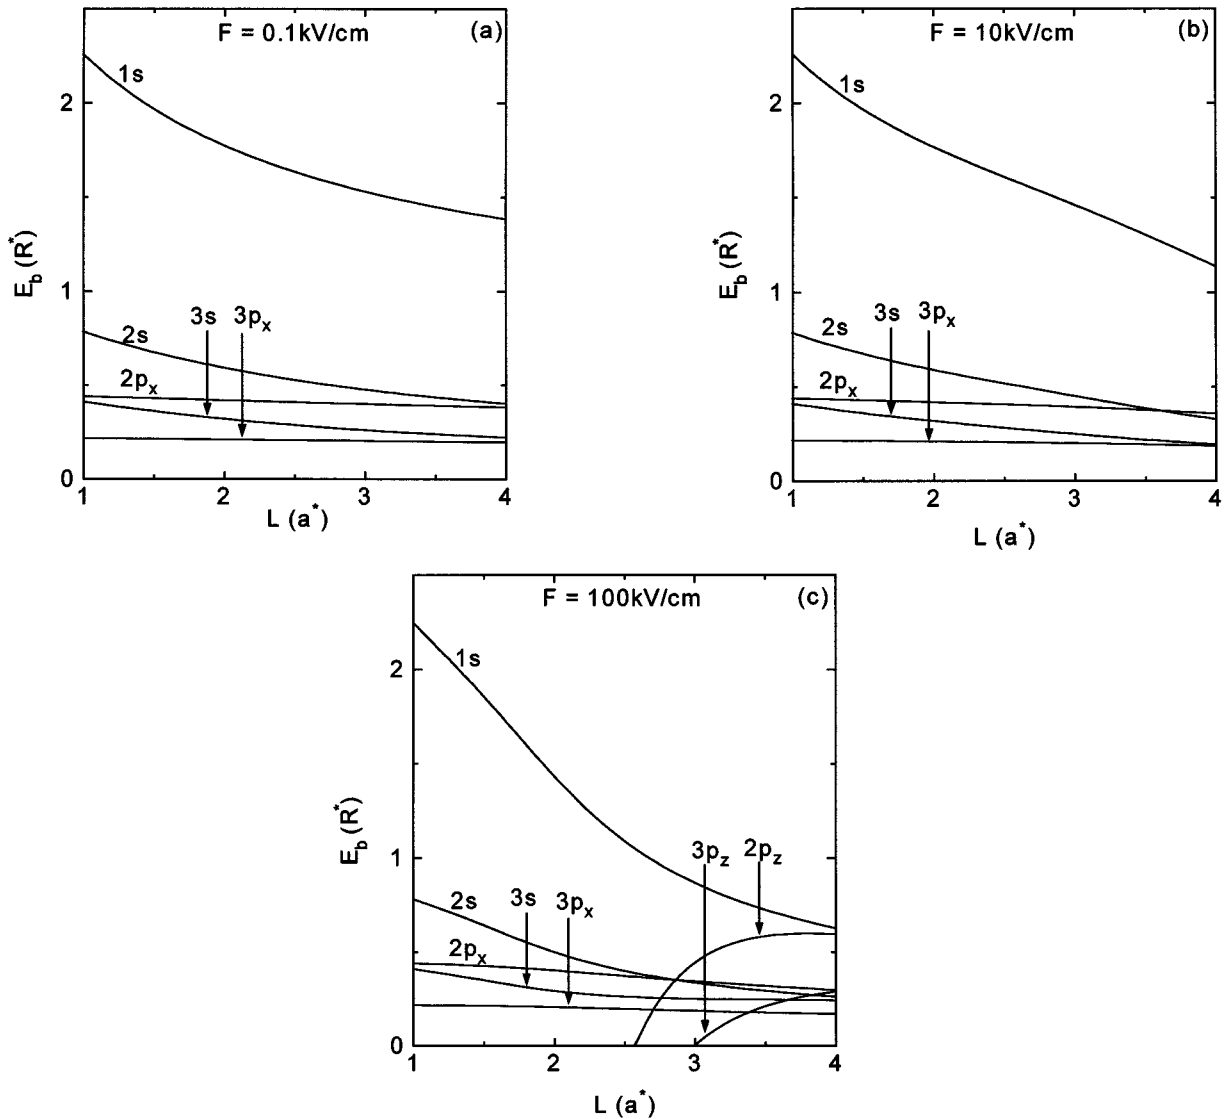 F = 0.1kV/cm
(a)
1s
2
E_b (R^*)
1
3s
3p_x
2s
2p_x
0
1
2
3
4
L (a^*)
F = 10kV/cm
(b)
1s
2
E_b (R^*)
1
3s
3p_x
2s
2p_x
0
1
2
3
4
L (a^*)
F = 100kV/cm
(c)
1s
2
E_b (R^*)
1
3p_z
2p_z
2s
3s
3p_x
2p_x
0
1
2
3
4
L (a^*)